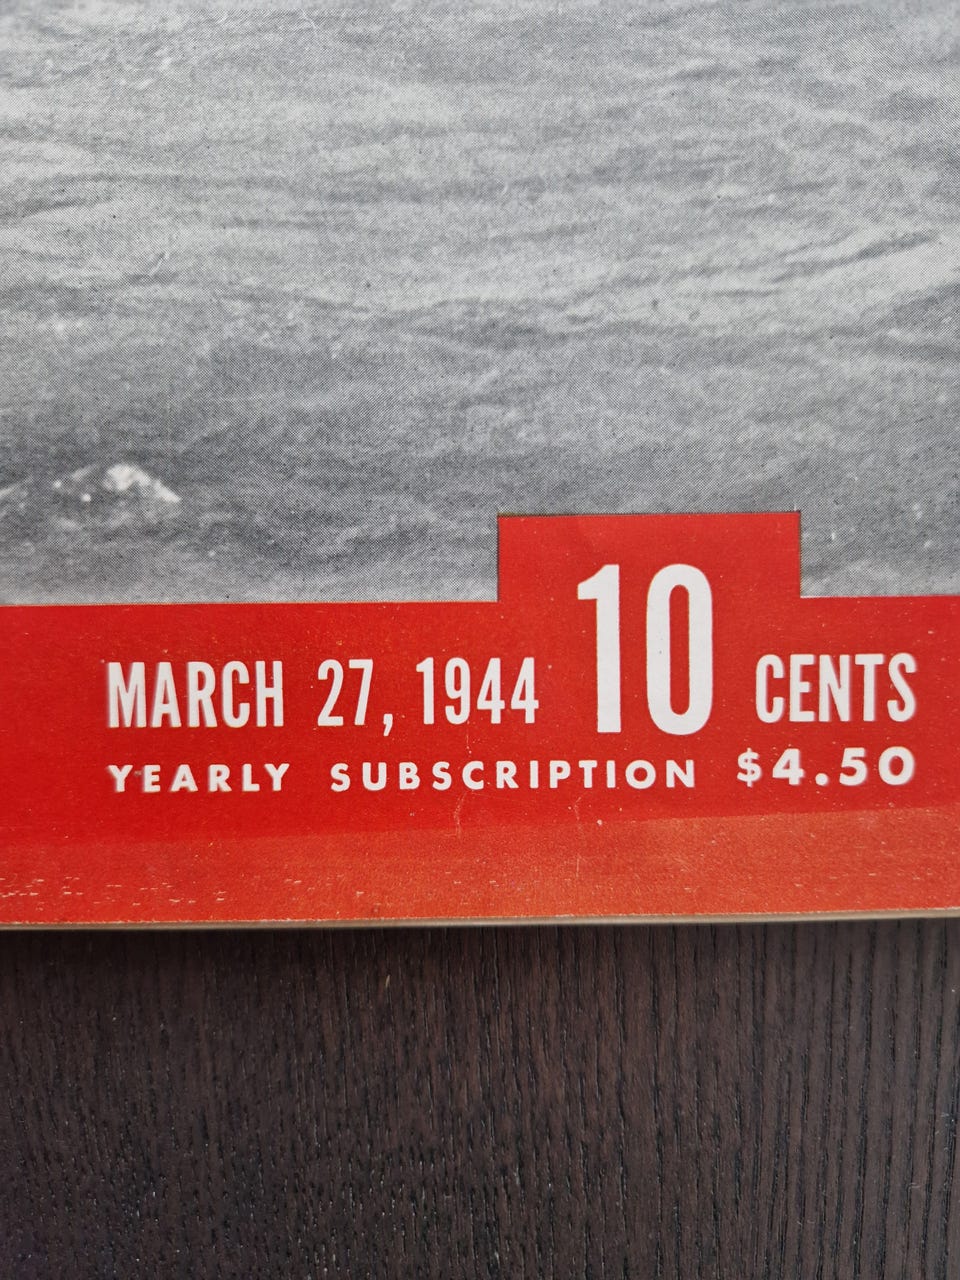 MARCH 27, 1944 10 CENTS
YEARLY SUBSCRIPTION $4.50